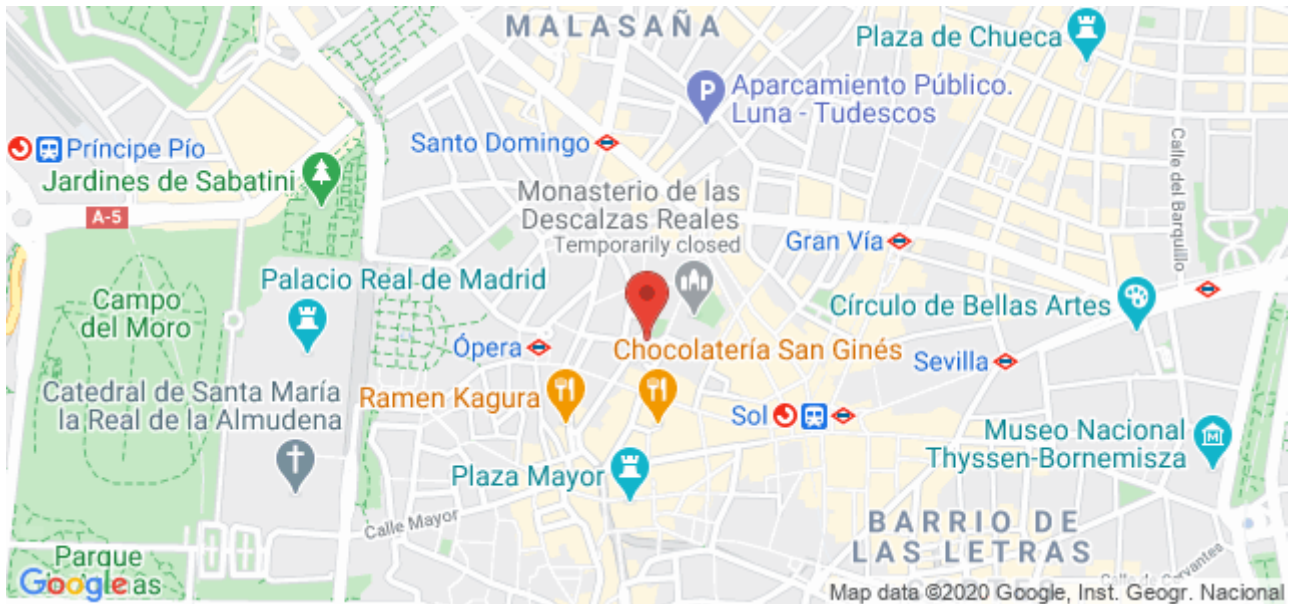 MALASAÑA
Plaza de Chueca
Aparcamiento Público.
Luna - Tudescos
Santo Domingo
Príncipe Pío
Jardines de Sabatini
A-5
Monasterio de las
Descalzas Reales
Temporarily closed
Calle del Barquillo
Gran Vía
Palacio Real de Madrid
Campo
del Moro
Círculo de Bellas Artes
Ópera
Chocolatería San Ginés
Sevilla
Catedral de Santa María
la Real de la Almudena
Ramen Kagura
Sol
Museo Nacional
Thyssen-Bornemisza
Plaza Mayor
Calle Mayor
BARRIO DE
LAS LETRAS
Parque
Google
Map data ©2020 Google, Inst. Geogr. Nacional